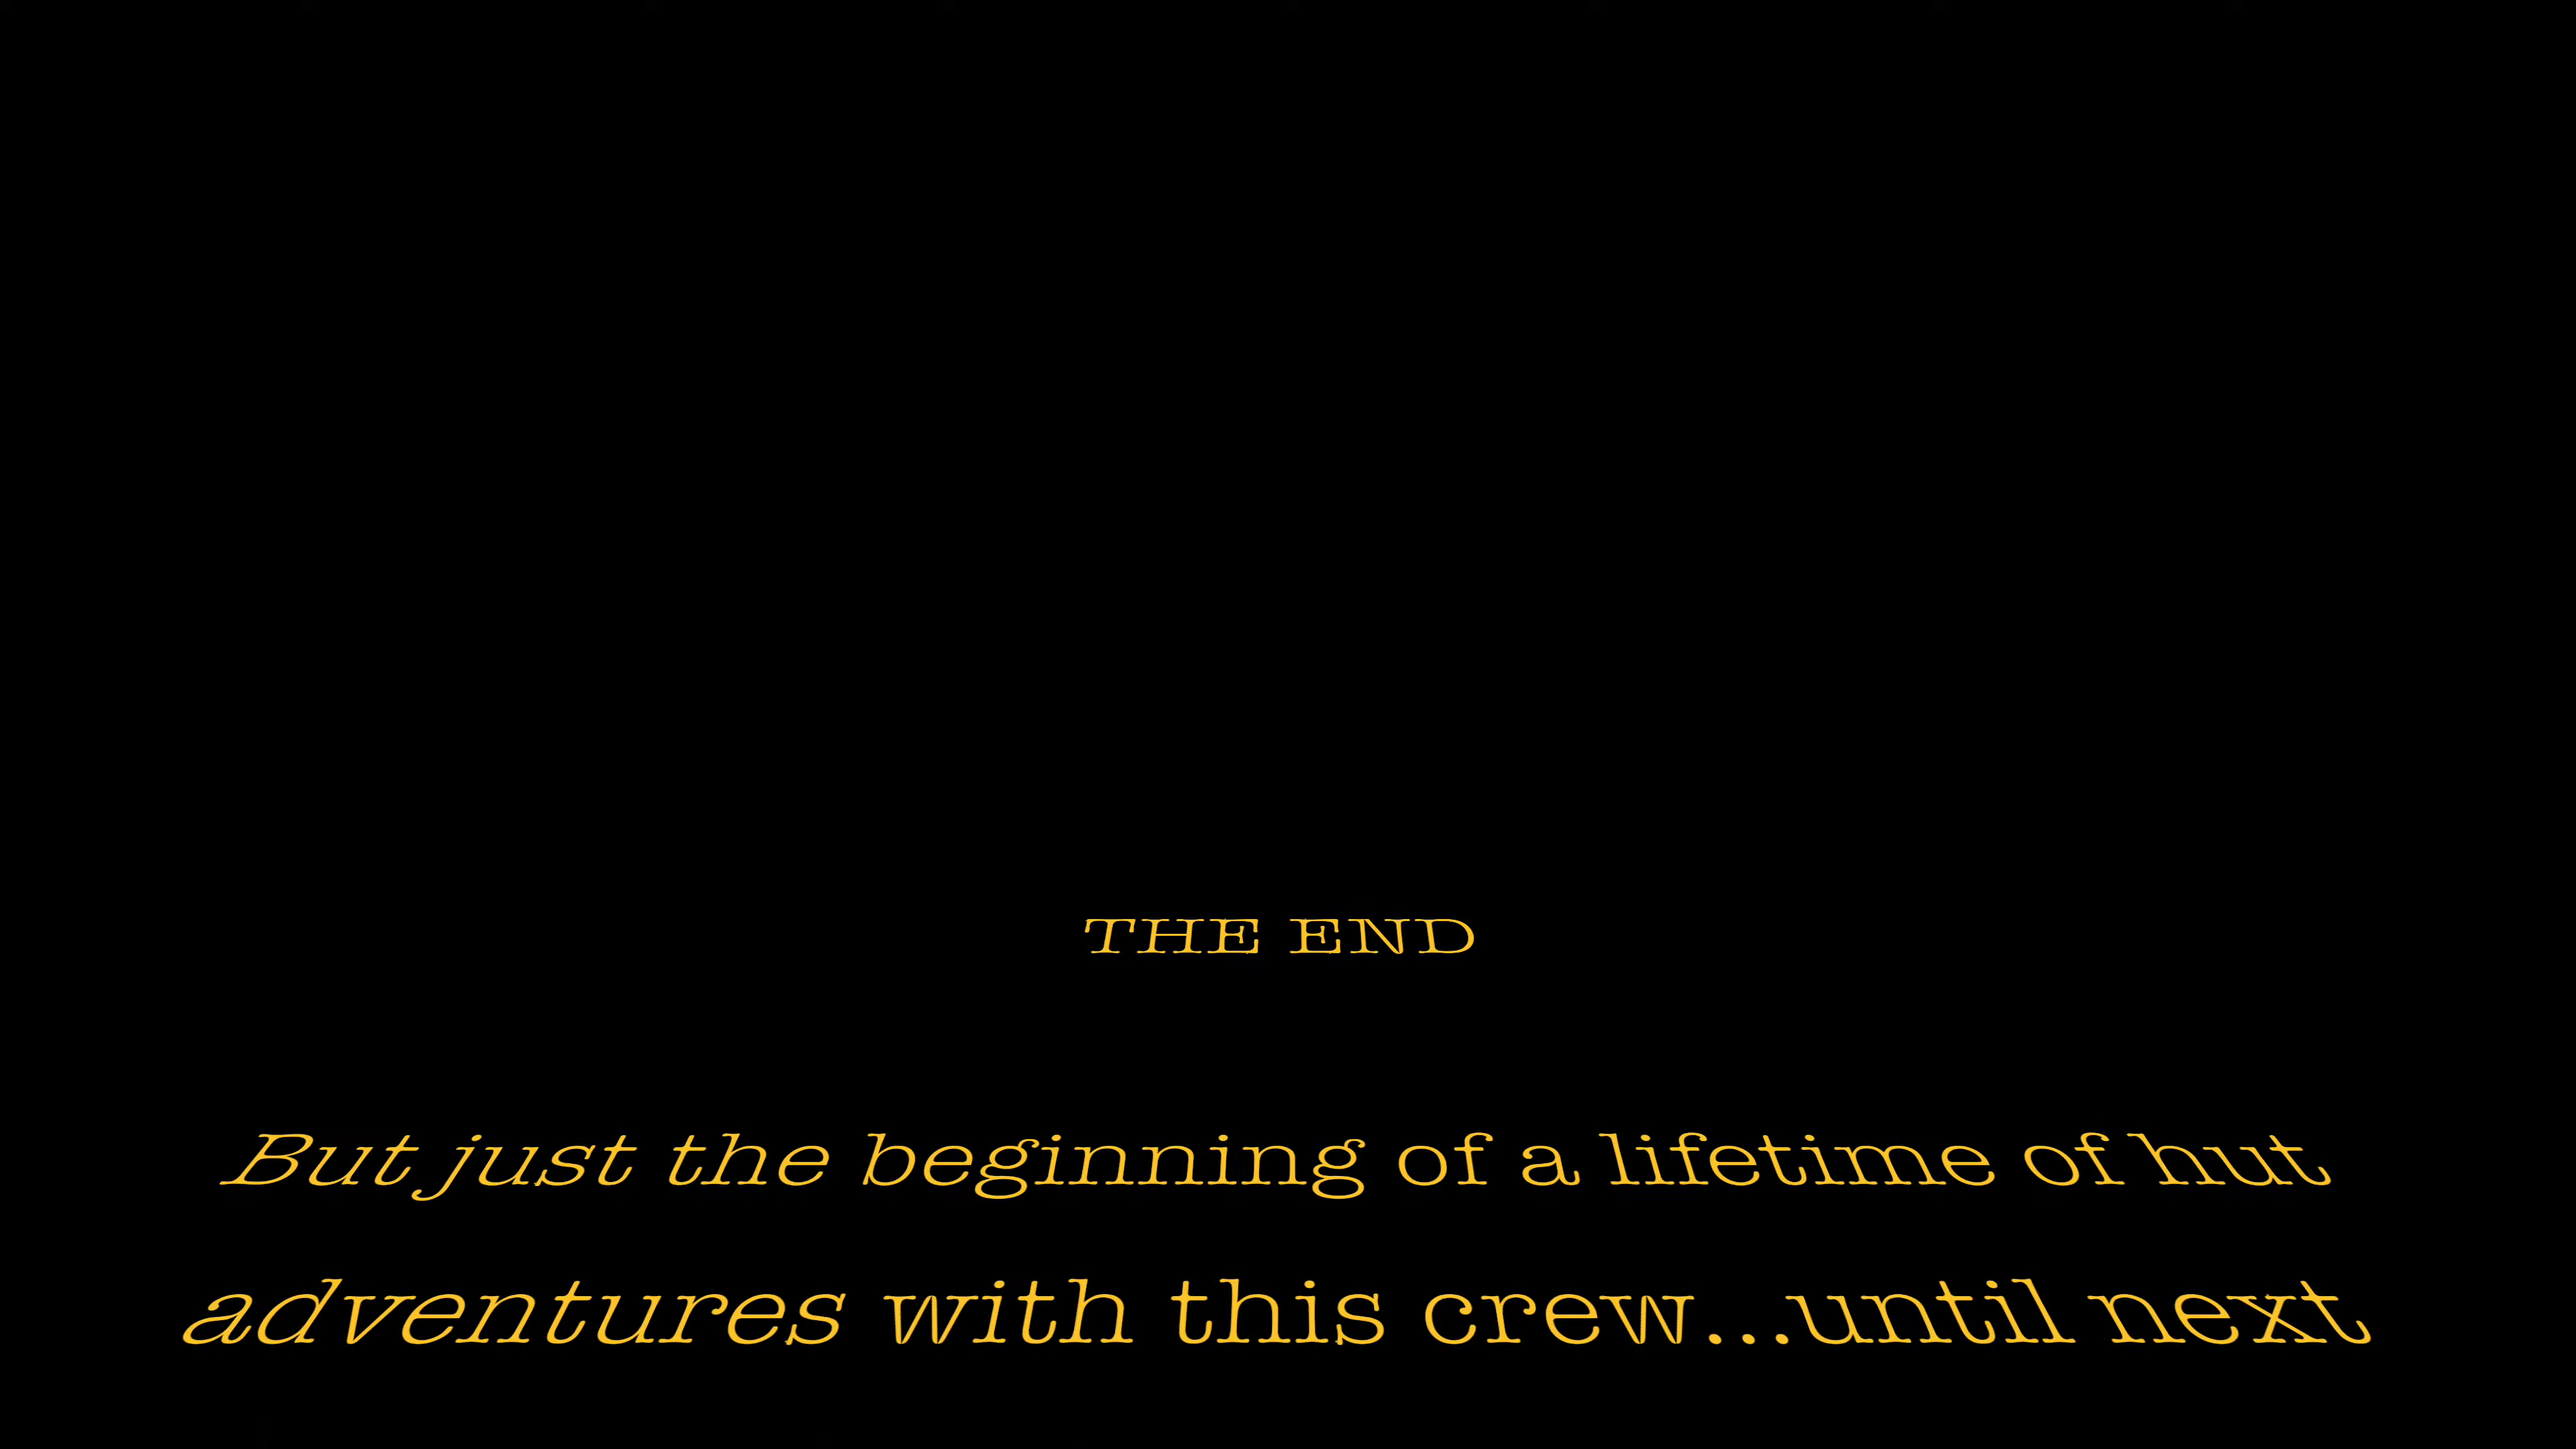 THE END
But just the beginning of a lifetime of hut
adventures with this crew...until next